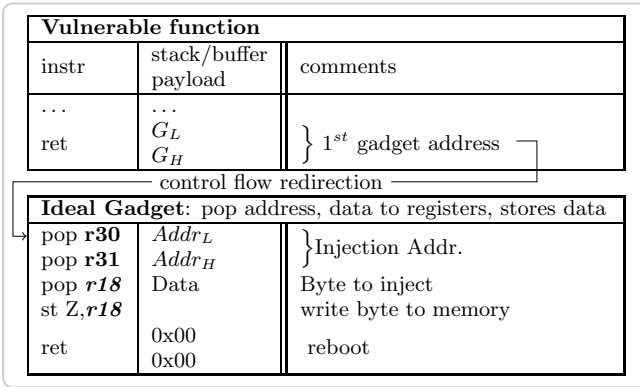 Vulnerable function
instr stack/buffer payload comments
... ...
ret G_L G_H } 1^st gadget address
control flow redirection
Ideal Gadget: pop address, data to registers, stores data
pop r30 Addr_L
pop r31 Addr_H }Injection Addr.
pop r18 Data Byte to inject
st Z,r18 write byte to memory
ret 0x00 0x00 reboot